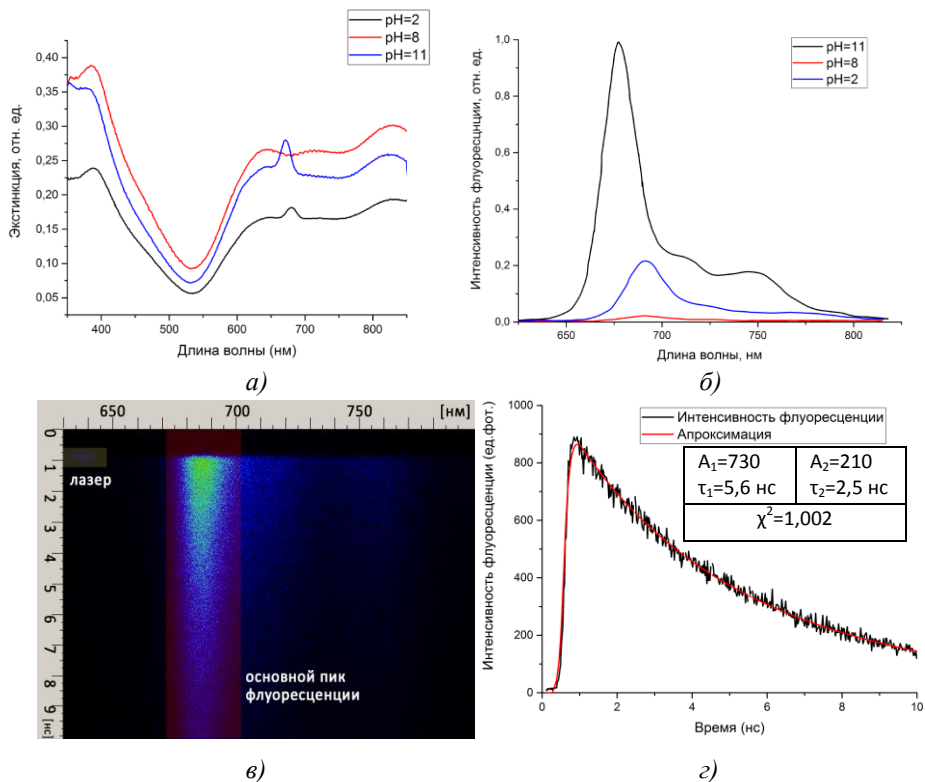 pH=2
pH=8
pH=11
0,40
0,35
0,30
0,25
0,20
0,15
0,10
0,05
Экстинкция, отн. ед.
400 500 600 700 800
Длина волны (нм)
а)
pH=11
pH=8
pH=2
1,0
0,8
0,6
0,4
0,2
0,0
Интенсивность флуоресцнции, отн. ед.
650 700 750 800
Длина волны, нм
б)
650 700 750 [нм]
0
1
2
3
4
5
6
7
8
9
[нс]
лазер
основной пик
флуоресценции
в)
Интенсивность флуоресценции
Апроксимация
A₁=730
τ₁=5,6 нс
A₂=210
τ₂=2,5 нс
χ²=1,002
1000
800
600
400
200
0
Интенсивность флуоресценции (ед.фот.)
0 2 4 6 8 10
Время (нс)
г)